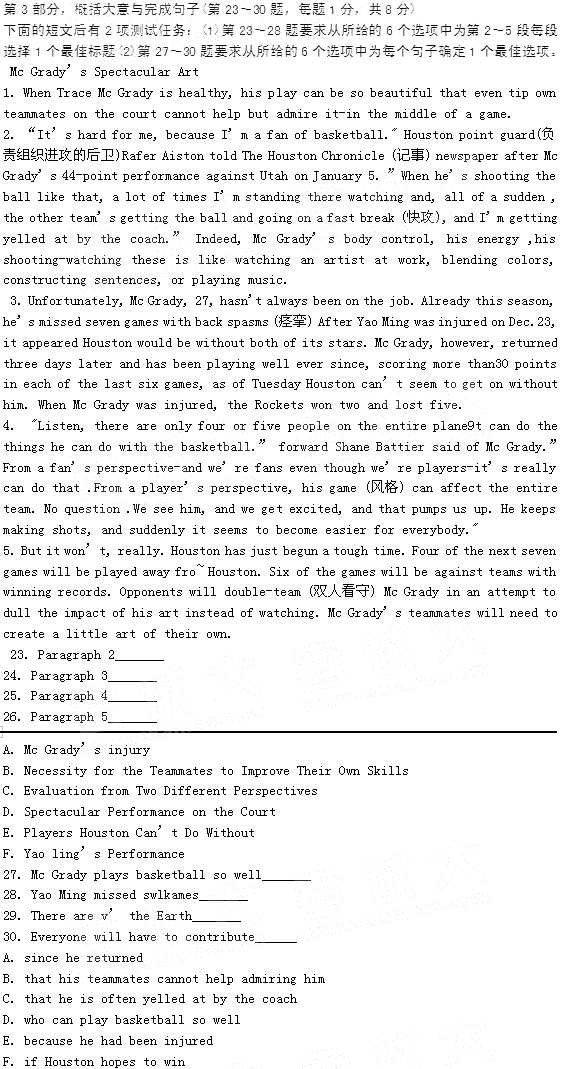 第3部分，概括大意与完成句子(第23~30题，每题1分，共8分)
下面的短文后有2项测试任务：(1)第23~28题要求从所给的6个选项中为第2~5段每段
选择1个最佳标题(2)第27~30题要求从所给的6个选项中为每个句子确定1个最佳选项。
Mc Grady's Spectacular Art
1. When Trace Mc Grady is healthy, his play can be so beautiful that even tip own
teammates on the court cannot help but admire it-in the middle of a game.
2. “It's hard for me, because I'm a fan of basketball." Houston point guard(负
责组织进攻的后卫)Rafer Aiston told The Houston Chronicle (记事) newspaper after Mc
Grady's 44-point performance against Utah on January 5. ”When he's shooting the
ball like that, a lot of times I'm standing there watching and, all of a sudden ,
the other team's getting the ball and going on a fast break (快攻), and I'm getting
yelled at by the coach.” Indeed, Mc Grady's body control, his energy ,his
shooting-watching these is like watching an artist at work, blending colors,
constructing sentences, or playing music.
3. Unfortunately, Mc Grady, 27, hasn't always been on the job. Already this season,
he's missed seven games with back spasms (痉挛) After Yao Ming was injured on Dec. 23,
it appeared Houston would be without both of its stars. Mc Grady, however, returned
three days later and has been playing well ever since, scoring more than30 points
in each of the last six games, as of Tuesday Houston can't seem to get on without
him. When Mc Grady was injured, the Rockets won two and lost five.
4. "Listen, there are only four or five people on the entire plane9t can do the
things he can do with the basketball.” forward Shane Battier said of Mc Grady.”
From a fan's perspective-and we're fans even though we're players-it's really
can do that .From a player's perspective, his game (风格) can affect the entire
team. No question .We see him, and we get excited, and that pumps us up. He keeps
making shots, and suddenly it seems to become easier for everybody."
5. But it won't, really. Houston has just begun a tough time. Four of the next seven
games will be played away fro~ Houston. Six of the games will be against teams with
winning records. Opponents will double-team (双人看守) Mc Grady in an attempt to
dull the impact of his art instead of watching. Mc Grady's teammates will need to
create a little art of their own.
23. Paragraph 2_______
24. Paragraph 3_______
25. Paragraph 4_______
26. Paragraph 5_______
A. Mc Grady's injury
B. Necessity for the Teammates to Improve Their Own Skills
C. Evaluation from Two Different Perspectives
D. Spectacular Performance on the Court
E. Players Houston Can't Do Without
F. Yao ling's Performance
27. Mc Grady plays basketball so well_______
28. Yao Ming missed swlkames_______
29. There are v' the Earth_______
30. Everyone will have to contribute______
A. since he returned
B. that his teammates cannot help admiring him
C. that he is often yelled at by the coach
D. who can play basketball so well
E. because he had been injured
F. if Houston hopes to win